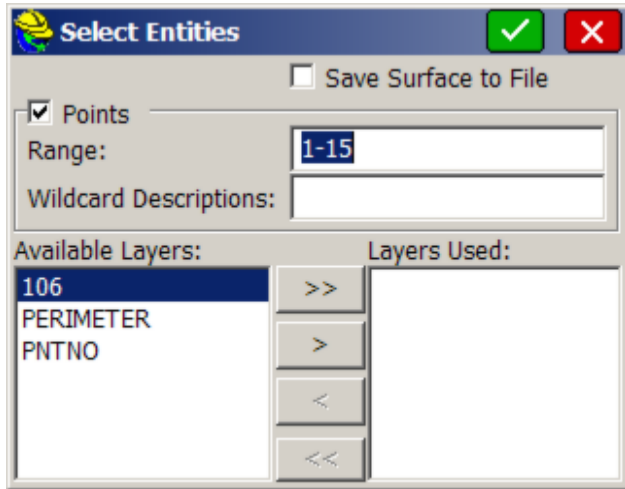 Select Entities
Save Surface to File
Points
Range: 1-15
Wildcard Descriptions:
Available Layers: Layers Used:
106 >>
PERIMETER
PNTNO >
<
<<